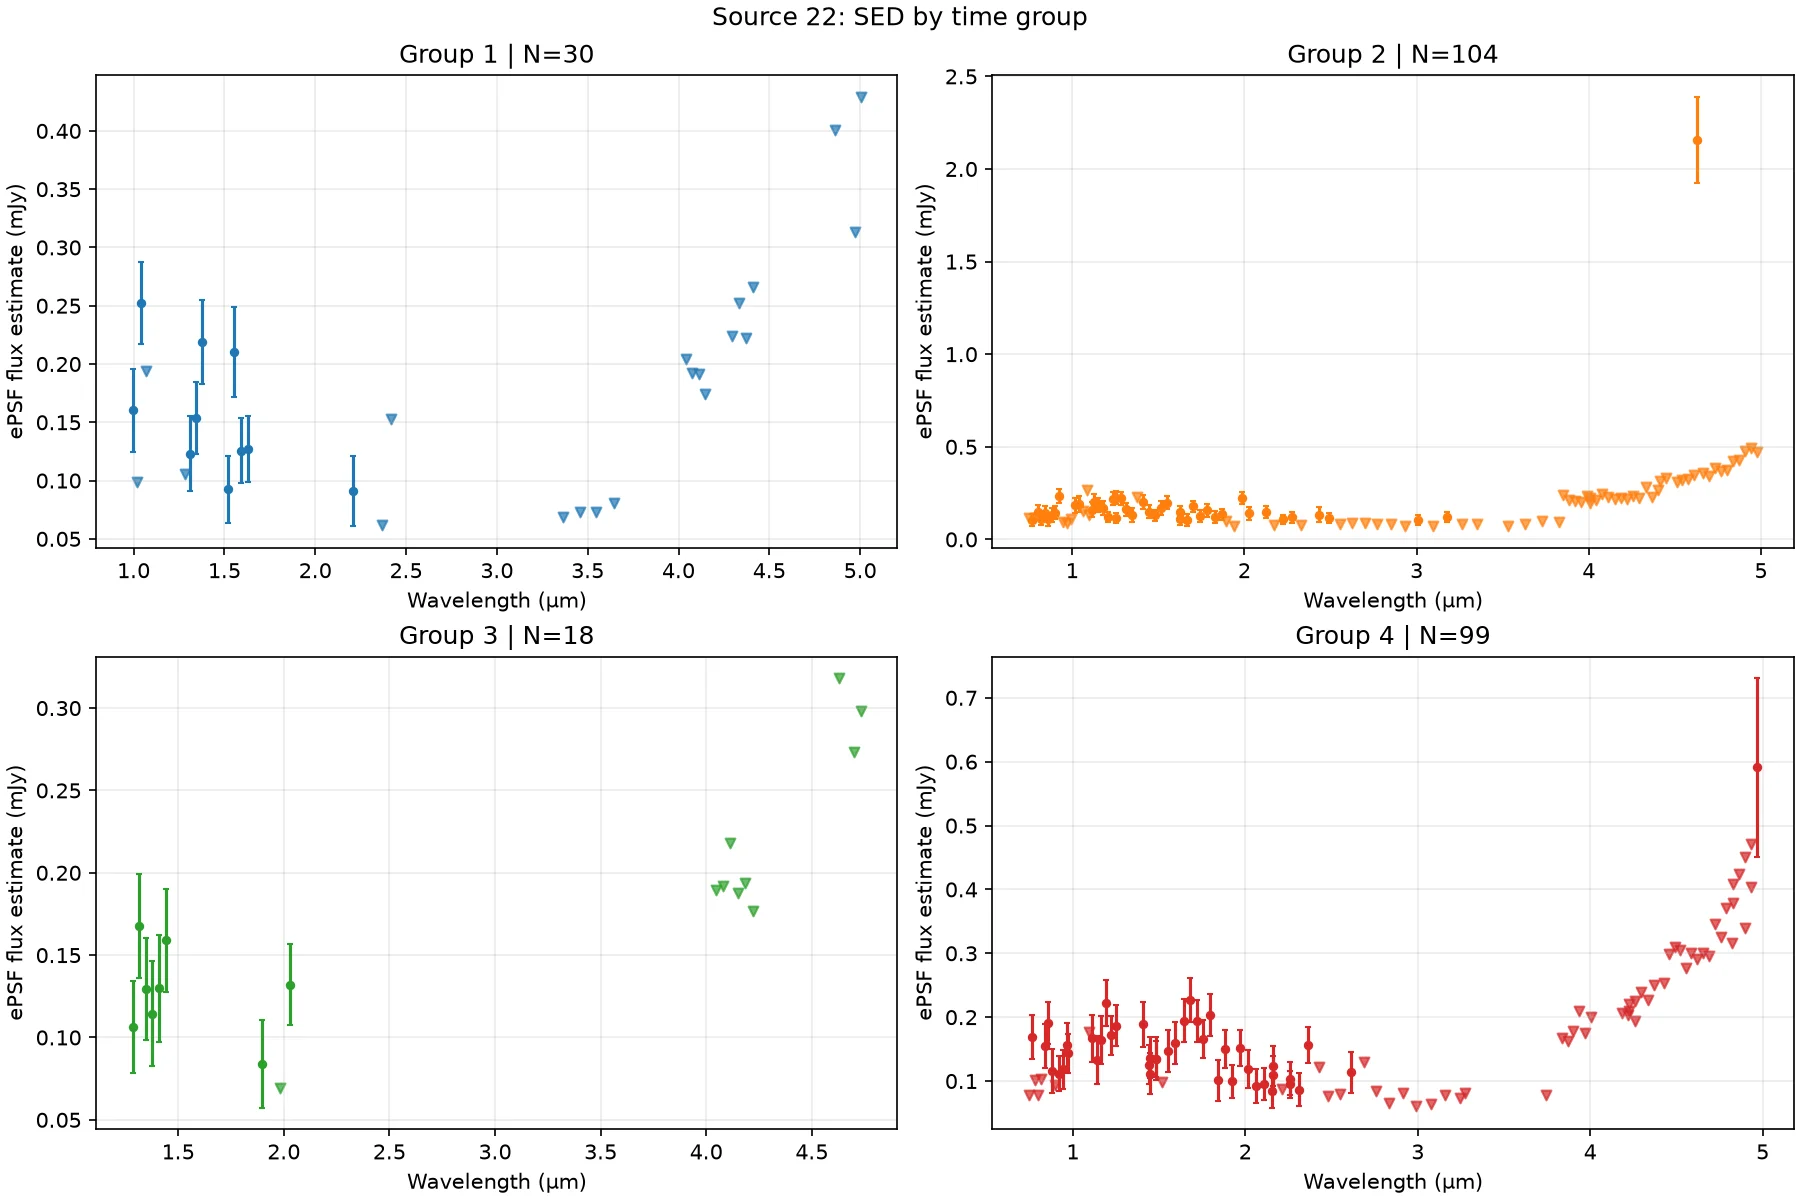 Source 22: SED by time group
Group 1 | N=30
ePSF flux estimate (mJy)
0.40
0.35
0.30
0.25
0.20
0.15
0.10
0.05
1.0 1.5 2.0 2.5 3.0 3.5 4.0 4.5 5.0
Wavelength (μm)
Group 2 | N=104
ePSF flux estimate (mJy)
2.5
2.0
1.5
1.0
0.5
0.0
1 2 3 4 5
Wavelength (μm)
Group 3 | N=18
ePSF flux estimate (mJy)
0.30
0.25
0.20
0.15
0.10
0.05
1.5 2.0 2.5 3.0 3.5 4.0 4.5
Wavelength (μm)
Group 4 | N=99
ePSF flux estimate (mJy)
0.7
0.6
0.5
0.4
0.3
0.2
0.1
1 2 3 4 5
Wavelength (μm)